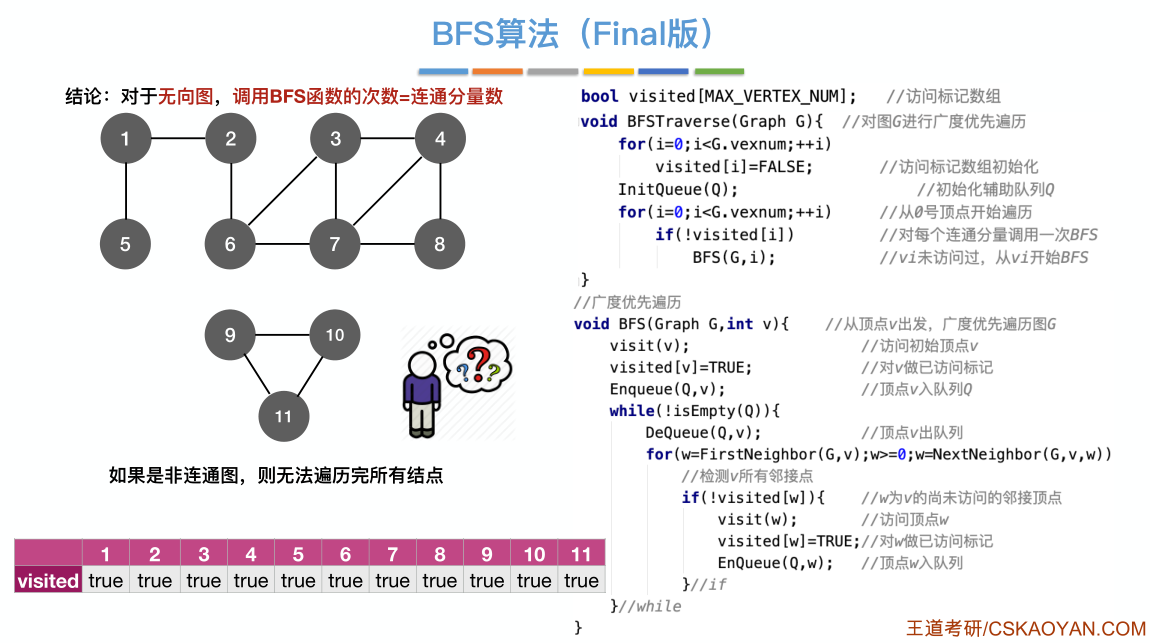 BFS算法（Final版）
结论：对于无向图，调用BFS函数的次数=连通分量数
1
2
3
4
5
6
7
8
9
10
11
? ? ?
如果是非连通图，则无法遍历完所有结点
1 2 3 4 5 6 7 8 9 10 11
visited true true true true true true true true true true true
bool visited[MAX_VERTEX_NUM]; //访问标记数组
void BFSTraverse(Graph G){ //对图G进行广度优先遍历
for(i=0;i<G.vexnum;++i)
visited[i]=FALSE; //访问标记数组初始化
InitQueue(Q); //初始化辅助队列Q
for(i=0;i<G.vexnum;++i) //从0号顶点开始遍历
if(!visited[i]) //对每个连通分量调用一次BFS
BFS(G,i); //vi未访问过，从vi开始BFS
}
//广度优先遍历
void BFS(Graph G,int v){ //从顶点v出发，广度优先遍历图G
visit(v); //访问初始顶点v
visited[v]=TRUE; //对v做已访问标记
Enqueue(Q,v); //顶点v入队列Q
while(!isEmpty(Q)){
DeQueue(Q,v); //顶点v出队列
for(w=FirstNeighbor(G,v);w>=0;w=NextNeighbor(G,v,w))
//检测v所有邻接点
if(!visited[w]){ //w为v的尚未访问的邻接顶点
visit(w); //访问顶点w
visited[w]=TRUE;//对w做已访问标记
EnQueue(Q,w); //顶点w入队列
}//if
}//while
}
王道考研/CSKAOYAN.COM